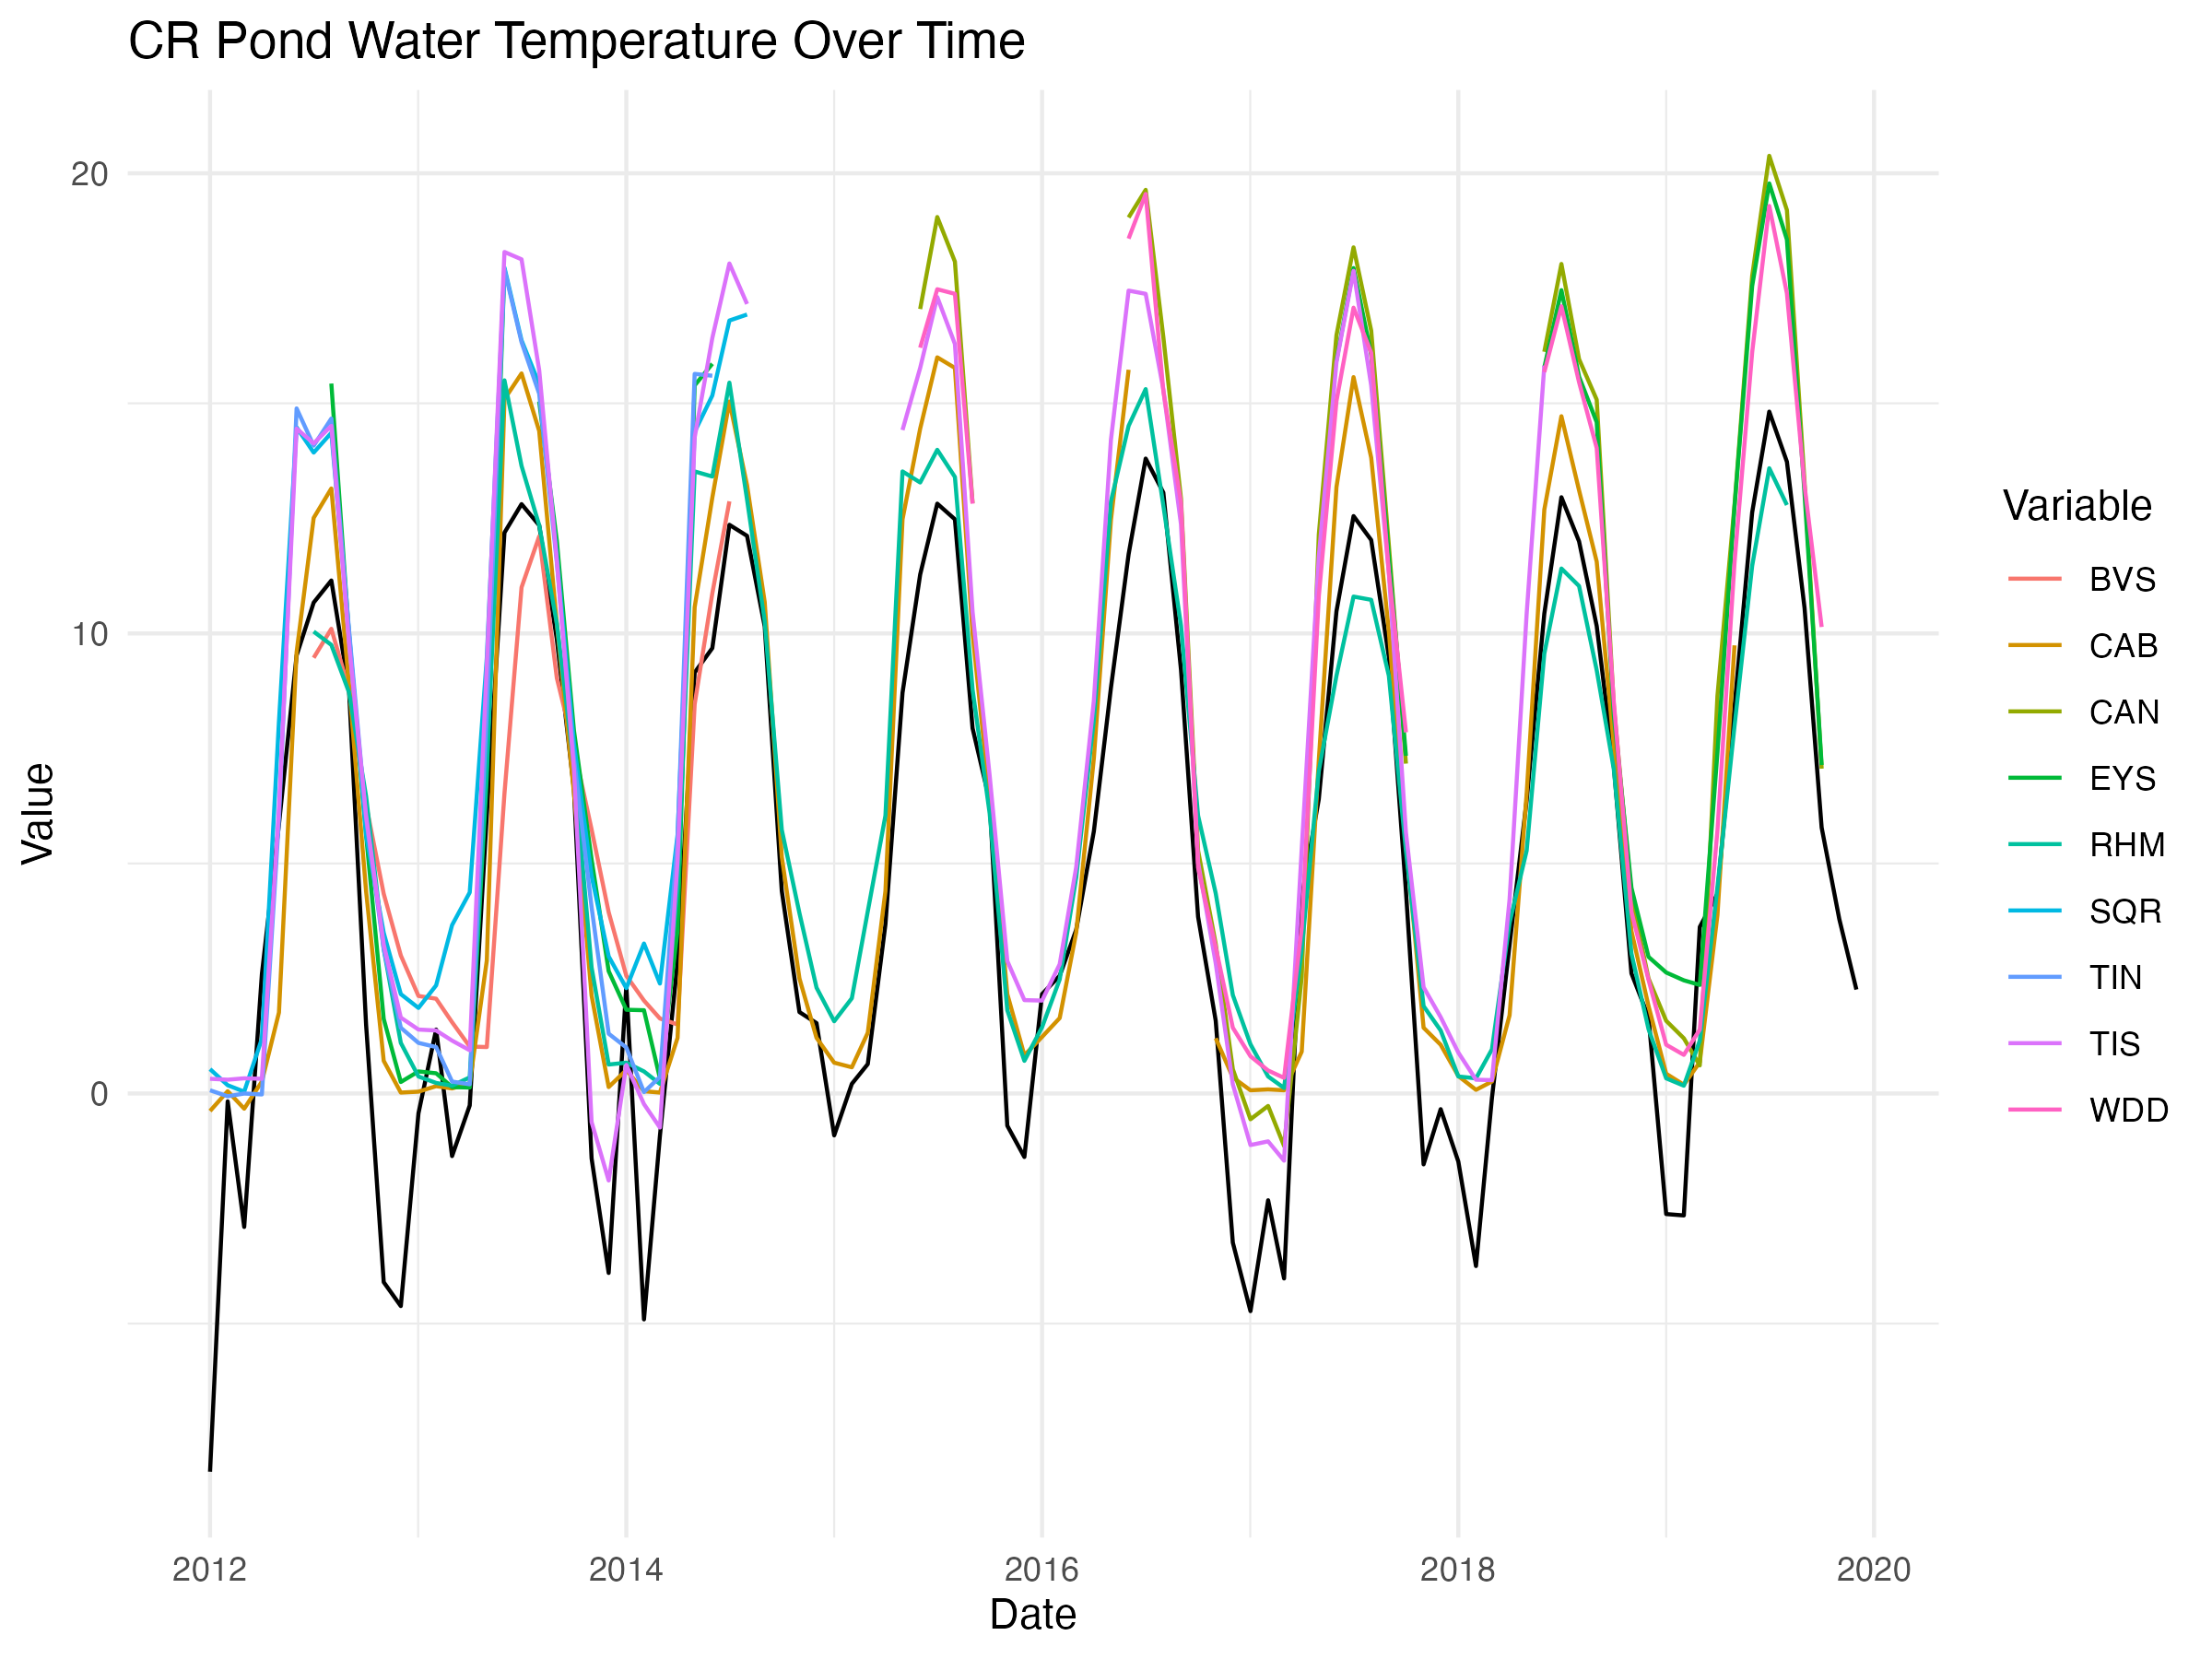 CR Pond Water Temperature Over Time
20
10
0
Value
2012 2014 2016 2018 2020
Date
Variable
BVS
CAB
CAN
EYS
RHM
SQR
TIN
TIS
WDD